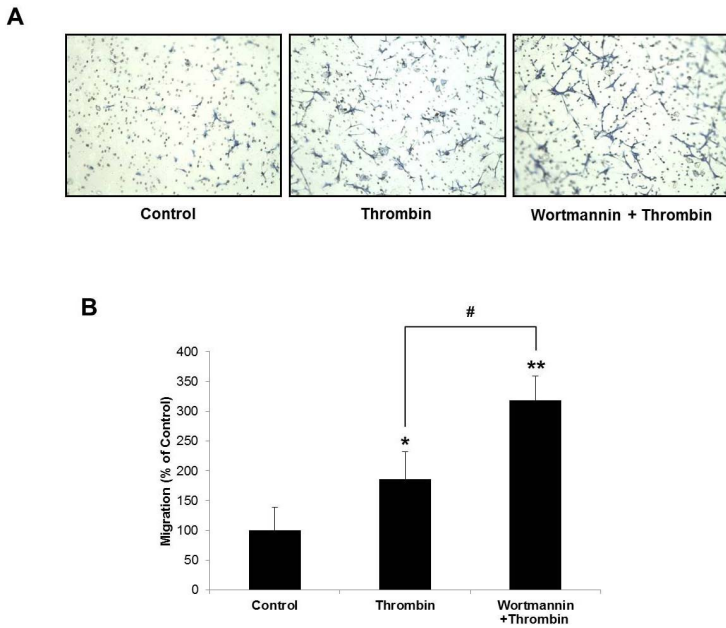 A
Control
Thrombin
Wortmannin + Thrombin
B
#
400
350
300
250
200
150
100
50
0
Migration (% of Control)
*
**
Control
Thrombin
Wortmannin
+Thrombin